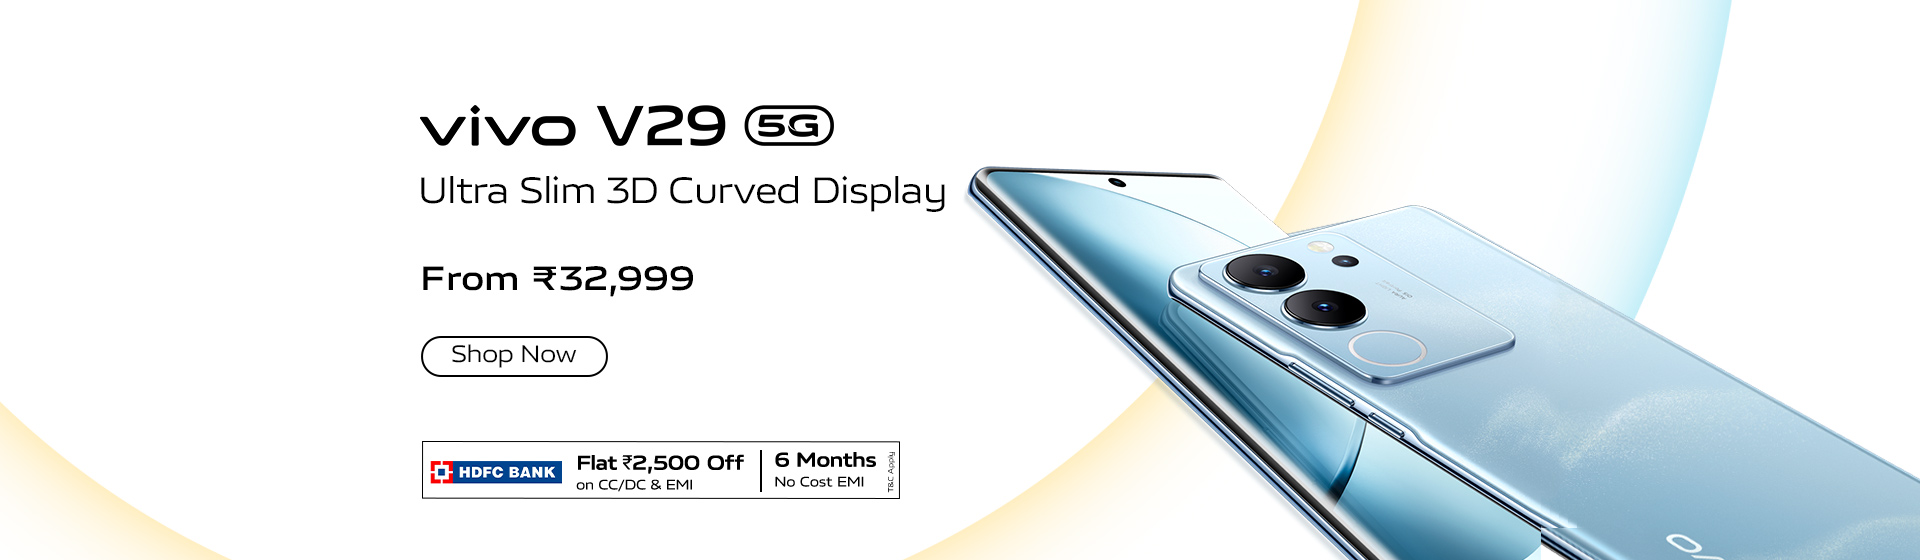 vivo V29 5G
Ultra Slim 3D Curved Display
From ₹32,999
Shop Now
HDFC BANK
Flat ₹2,500 Off
on CC/DC & EMI
6 Months
No Cost EMI
T&C Apply